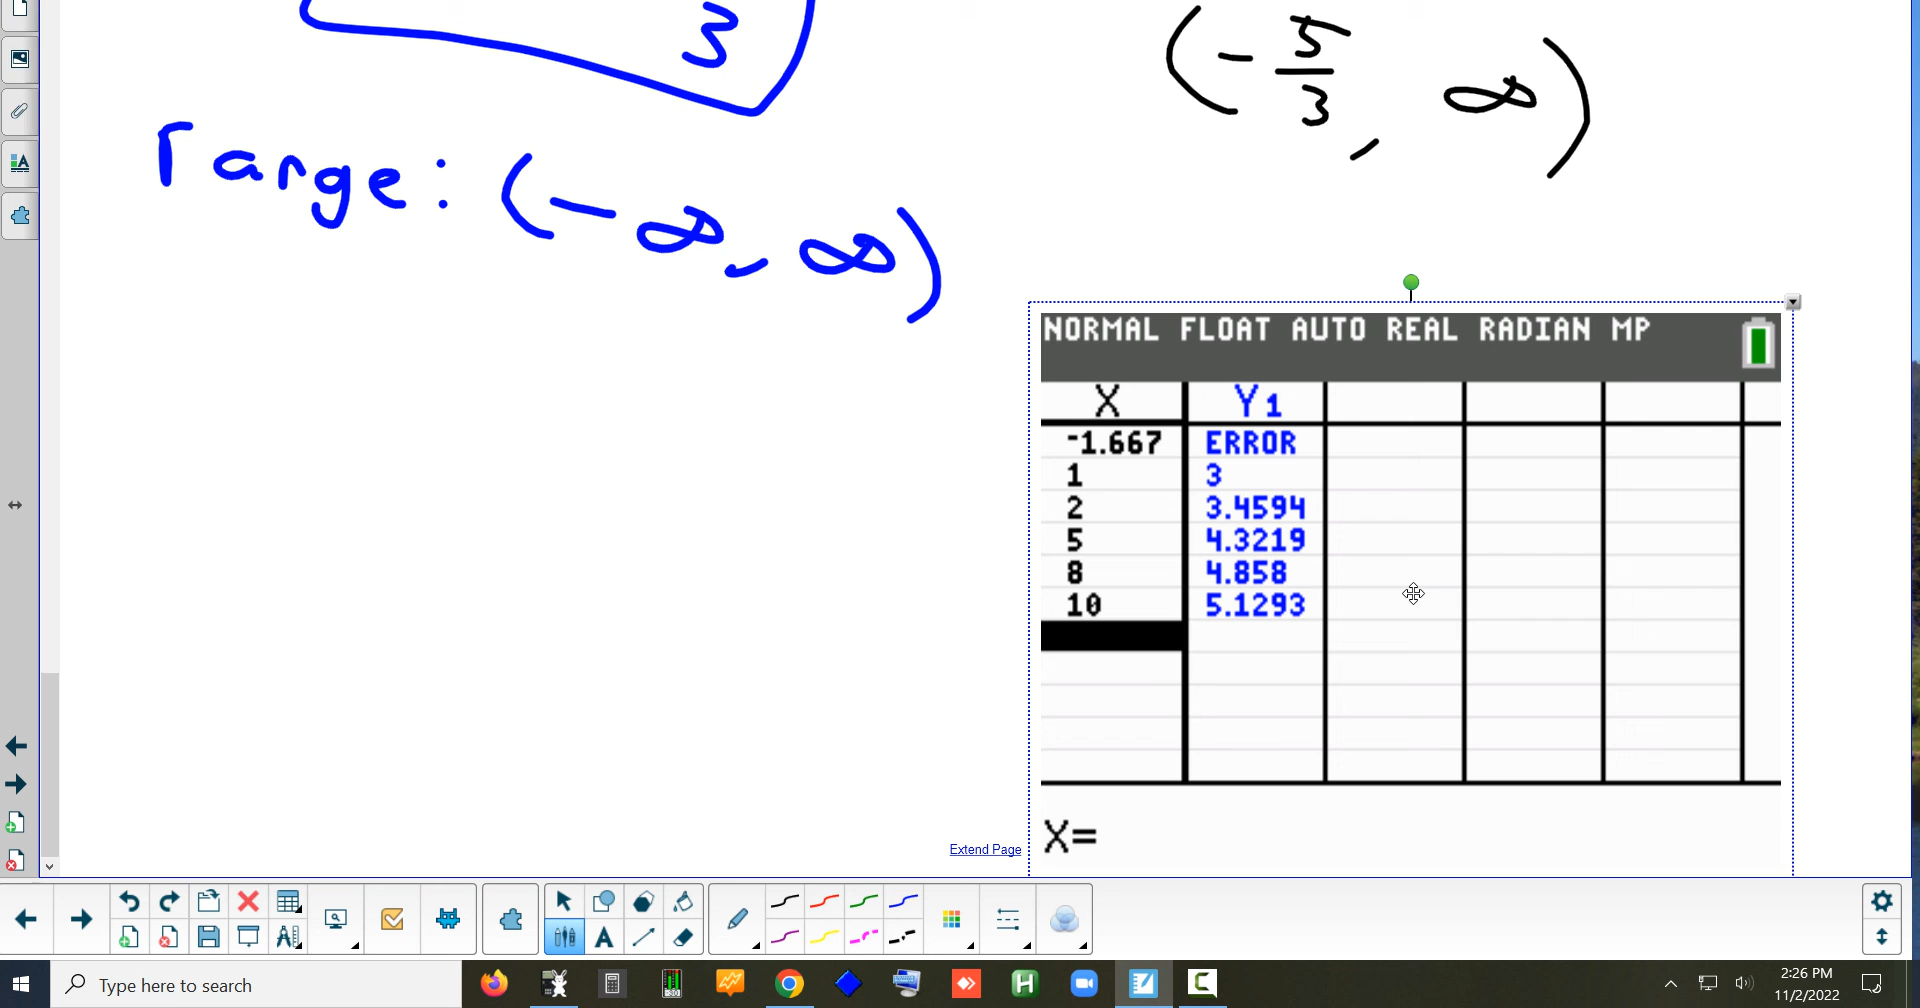 3
(- 5/3, ∞)
range: (-∞, ∞)
NORMAL FLOAT AUTO REAL RADIAN MP
X Y1
-1.667 ERROR
1 3
2 3.4594
5 4.3219
8 4.858
10 5.1293
X=
Extend Page
A
Type here to search
2:26 PM
11/2/2022